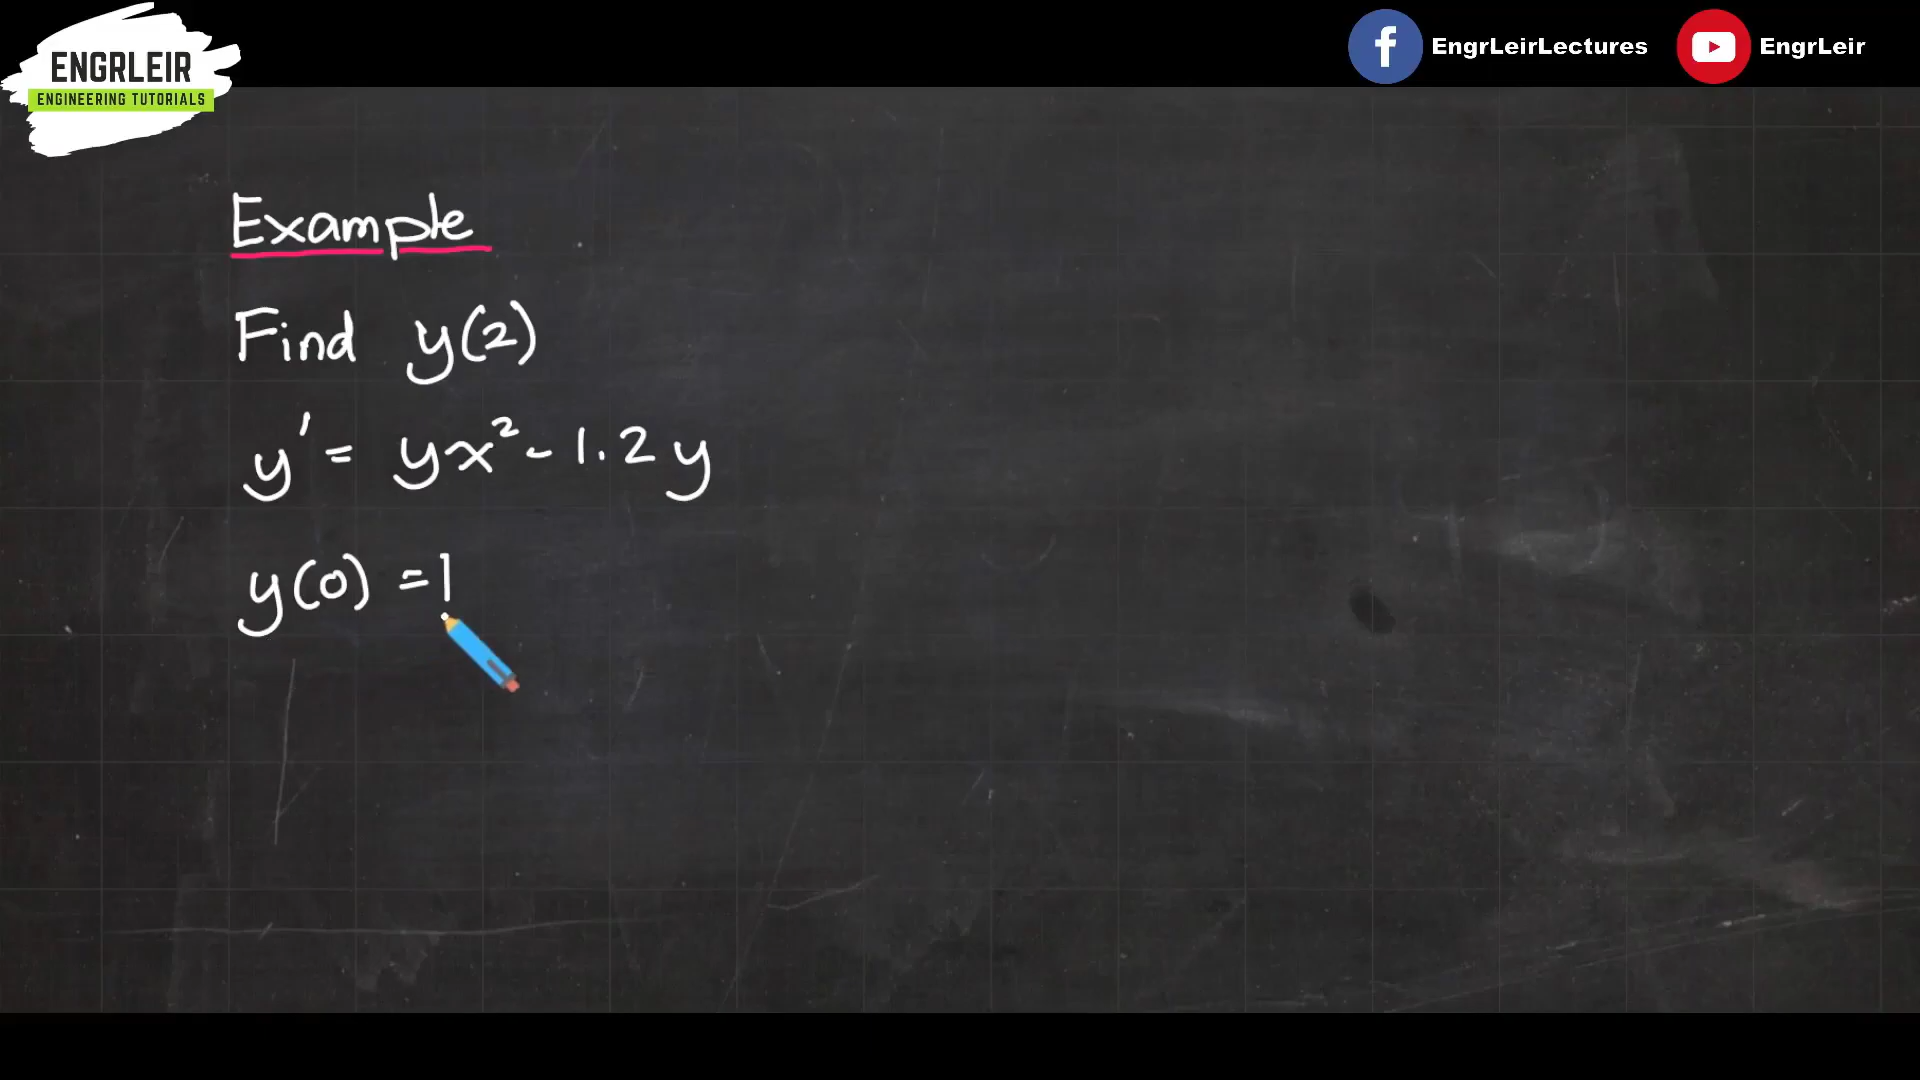 ENGRLEIR
ENGINEERING TUTORIALS
EngrLeirLectures
EngrLeir
Example
Find y(2)
y' = yx² - 1.2y
y(0) = 1